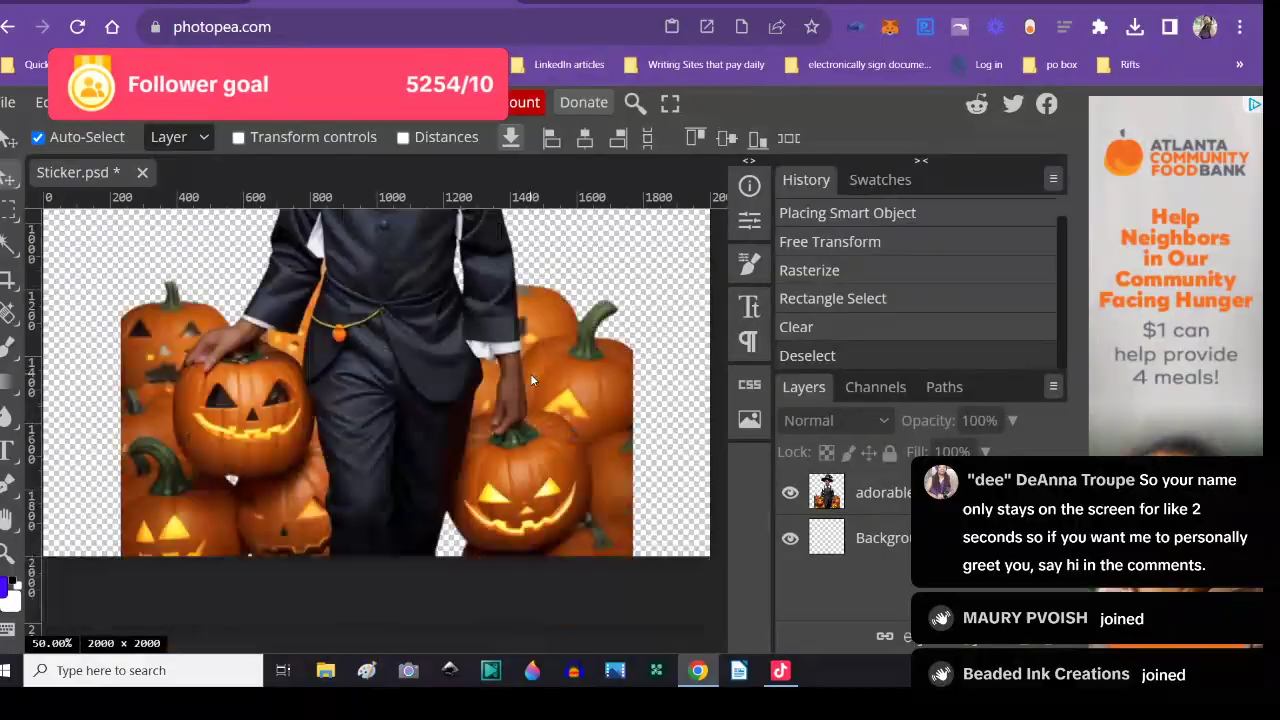 photopea.com
Quick
LinkedIn articles
Writing Sites that pay daily
electronically sign docume...
Log in
po box
Rifts
»
Follower goal
5254/10
ount
Donate
Auto-Select
Layer
Transform controls
Distances
Sticker.psd *
0 200 400 600 800 1000 1200 1400 1600 1800
< >
> <
History
Swatches
Placing Smart Object
Free Transform
Rasterize
Rectangle Select
Clear
Deselect
CSS
Layers
Channels
Paths
Normal
Opacity: 100%
Lock:
Fill: 100%
adorable
Backgrou
50.00%
2000 × 2000
ATLANTA
COMMUNITY
FOODBANK
Help
Neighbors
in Our
Community
Facing Hunger
$1 can
help provide
4 meals!
"dee" DeAnna Troupe So your name
only stays on the screen for like 2
seconds so if you want me to personally
greet you, say hi in the comments.
MAURY PVOISH joined
Beaded Ink Creations joined
Type here to search